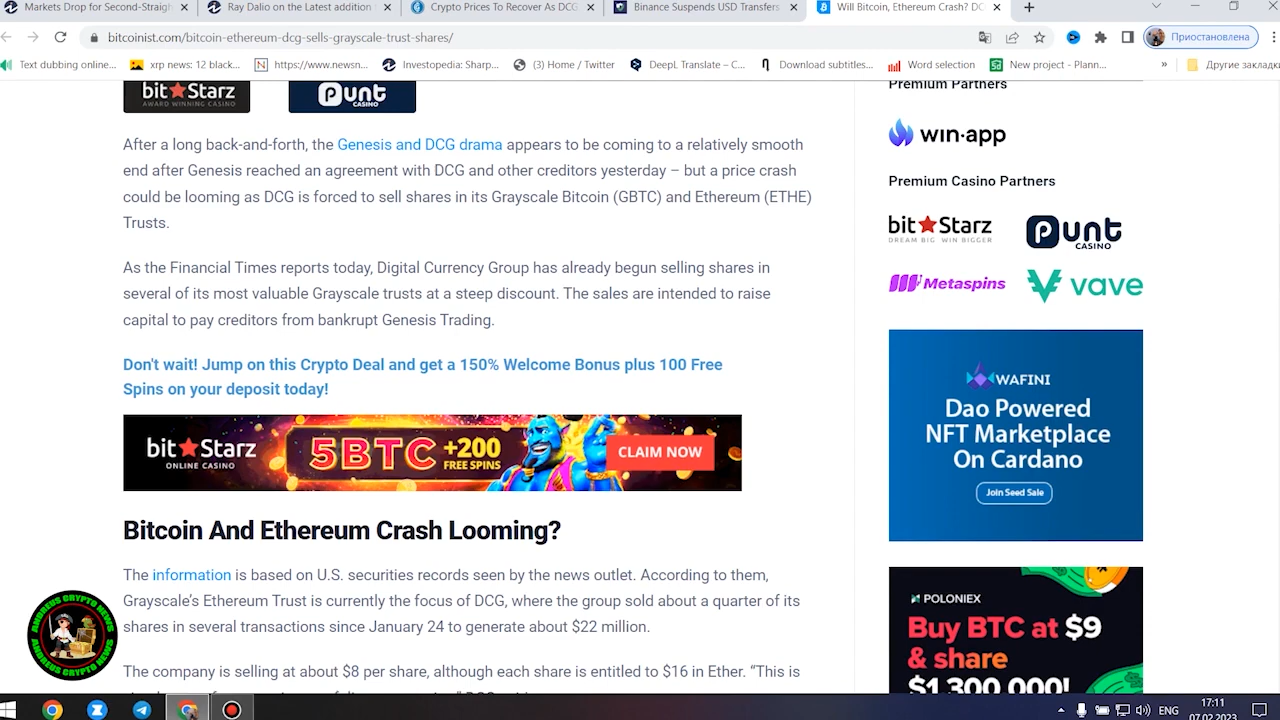 Markets Drop for Second-Straigh
Ray Dalio on the Latest addition
Crypto Prices To Recover As DCG
Binance Suspends USD Transfers
Will Bitcoin, Ethereum Crash? DC
bitcoinist.com/bitcoin-ethereum-dcg-sells-grayscale-trust-shares/
Приостановлена
Text dubbing online...
xrp news: 12 black...
https://www.newsn...
Investopedia: Sharp...
(3) Home / Twitter
DeepL Translate – C...
Download subtitles...
Word selection
New project - Plann...
»
Другие закладки
bit Starz
AWARD WINNING CASINO
Punt
CASINO
After a long back-and-forth, the Genesis and DCG drama appears to be coming to a relatively smooth
end after Genesis reached an agreement with DCG and other creditors yesterday – but a price crash
could be looming as DCG is forced to sell shares in its Grayscale Bitcoin (GBTC) and Ethereum (ETHE)
Trusts.
As the Financial Times reports today, Digital Currency Group has already begun selling shares in
several of its most valuable Grayscale trusts at a steep discount. The sales are intended to raise
capital to pay creditors from bankrupt Genesis Trading.
Don't wait! Jump on this Crypto Deal and get a 150% Welcome Bonus plus 100 Free
Spins on your deposit today!
bit Starz
ONLINE CASINO
5BTC
+200
FREE SPINS
CLAIM NOW
Bitcoin And Ethereum Crash Looming?
The information is based on U.S. securities records seen by the news outlet. According to them,
Grayscale's Ethereum Trust is currently the focus of DCG, where the group sold about a quarter of its
shares in several transactions since January 24 to generate about $22 million.
The company is selling at about $8 per share, although each share is entitled to $16 in Ether. "This is
Premium Partners
win·app
Premium Casino Partners
bit Starz
DREAM BIG WIN BIGGER
Punt
CASINO
Metaspins
vave
WAFINI
Dao Powered
NFT Marketplace
On Cardano
Join Seed Sale
POLONIEX
Buy BTC at $9
& share
$1,300,000!
ANDREUS CRYPTO NEWS
ANDREUS CRYPTO NEWS
ENG
17:11
07.02.2023